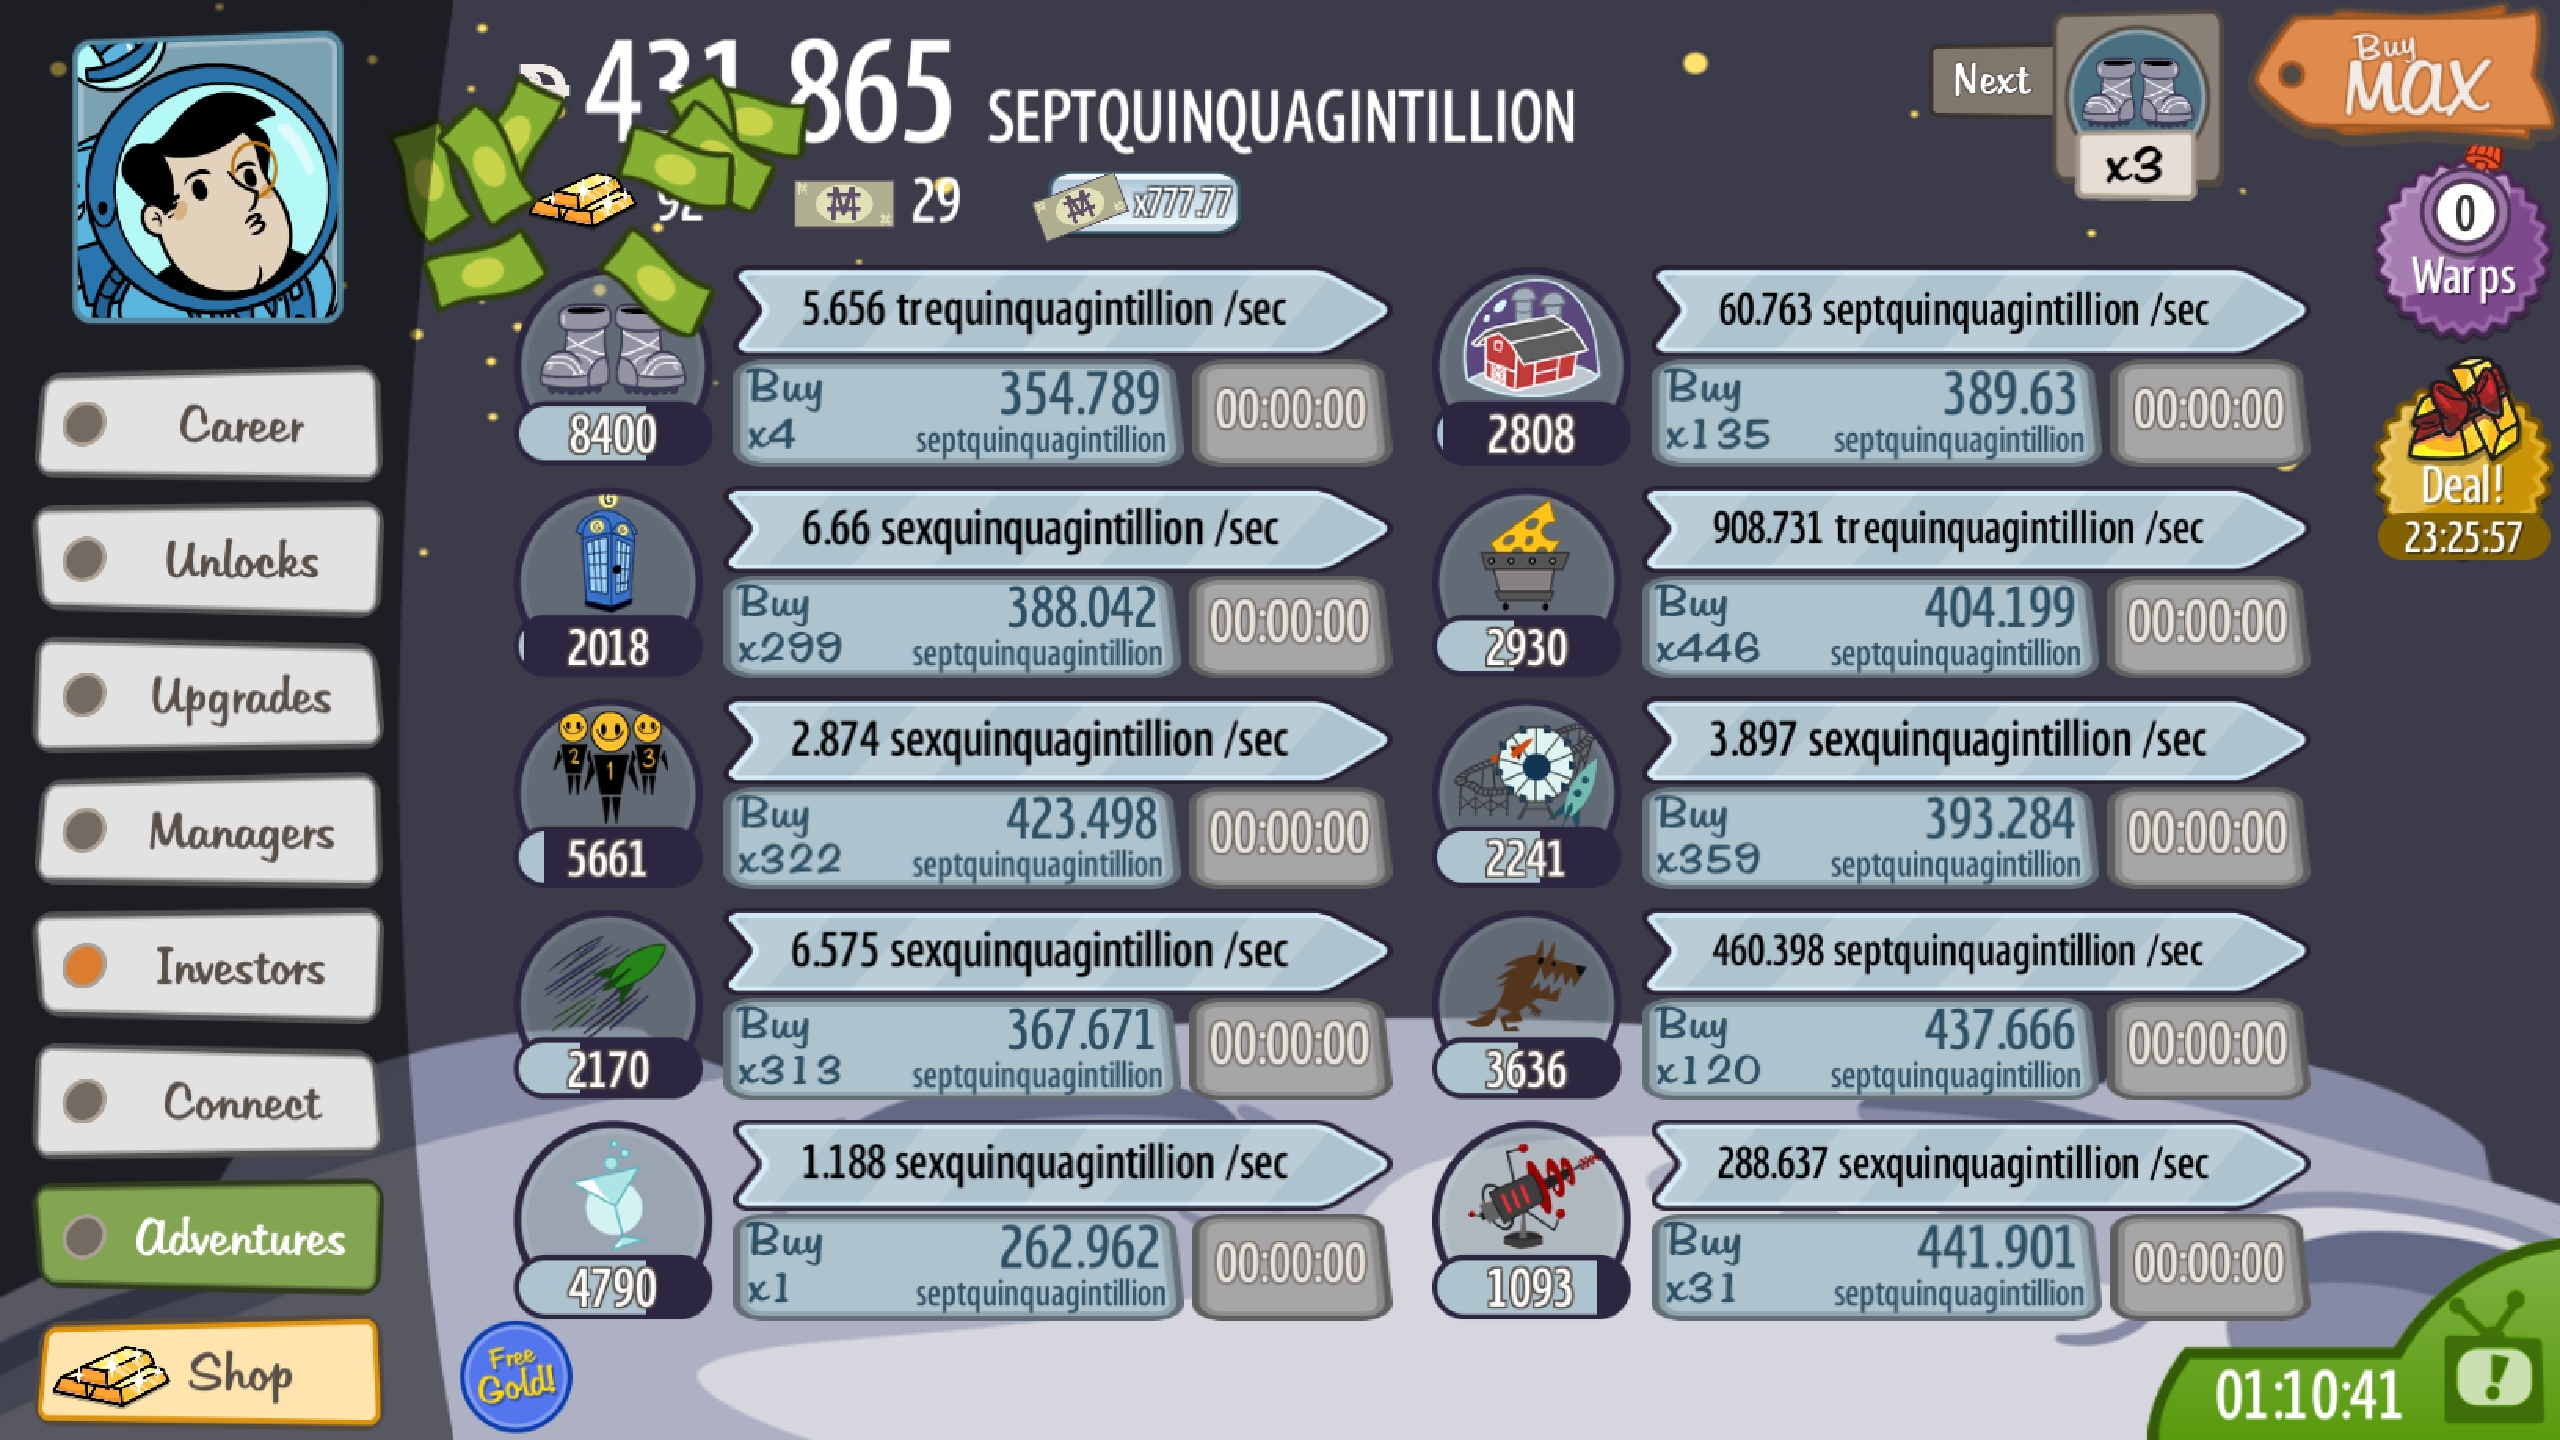 865 SEPTQUINQUAGINTILLION
29
x777.77
Next
x3
Buy
MAX
0
Warps
Deal!
23:25:57
Career
Unlocks
Upgrades
Managers
Investors
Connect
Adventures
Shop
Free
Gold!
5.656 trequinquagintillion /sec
Buy 354.789
x4 septquinquagintillion
00:00:00
8400
60.763 septquinquagintillion /sec
Buy 389.63
x135 septquinquagintillion
00:00:00
2808
6.66 sexquinquagintillion /sec
Buy 388.042
x299 septquinquagintillion
00:00:00
2018
908.731 trequinquagintillion /sec
Buy 404.199
x446 septquinquagintillion
00:00:00
2930
2 1 3
2.874 sexquinquagintillion /sec
Buy 423.498
x322 septquinquagintillion
00:00:00
5661
3.897 sexquinquagintillion /sec
Buy 393.284
x359 septquinquagintillion
00:00:00
2241
6.575 sexquinquagintillion /sec
Buy 367.671
x313 septquinquagintillion
00:00:00
2170
460.398 septquinquagintillion /sec
Buy 437.666
x120 septquinquagintillion
00:00:00
3636
1.188 sexquinquagintillion /sec
Buy 262.962
x1 septquinquagintillion
00:00:00
4790
288.637 sexquinquagintillion /sec
Buy 441.901
x31 septquinquagintillion
00:00:00
1093
01:10:41
!